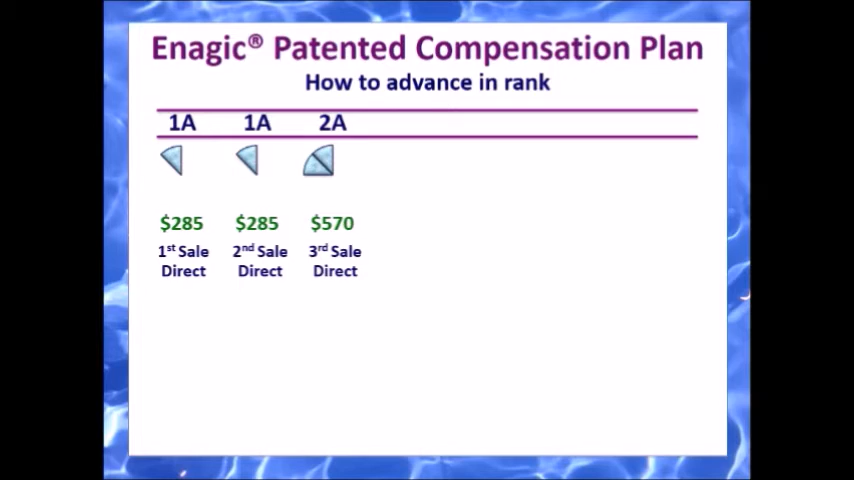 Enagic® Patented Compensation Plan
How to advance in rank
1A 1A 2A
$285 $285 $570
1st Sale 2nd Sale 3rd Sale
Direct Direct Direct